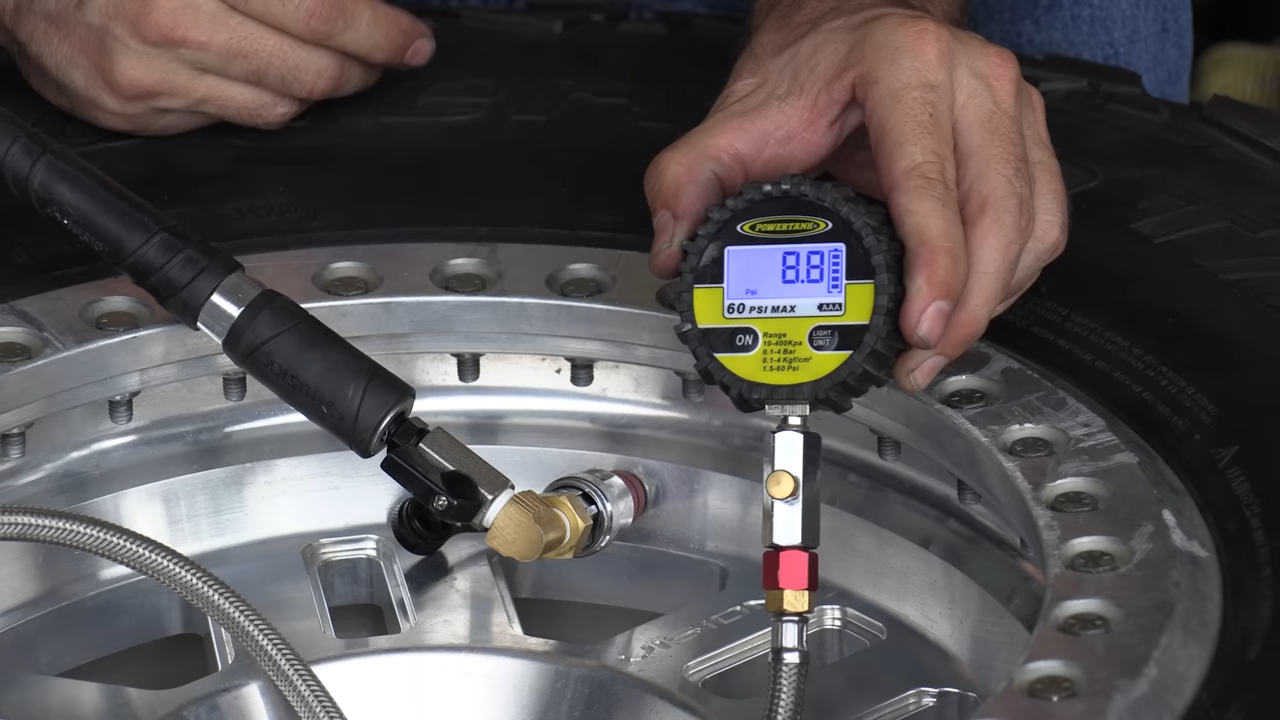 POWERTANK
8.8
Psi
60 PSI MAX
AAA
ON
LIGHT
UNIT
Range
10-400Kpa
0.1-4 Bar
0.1-4 Kgf/cm²
1.5-60 Psi